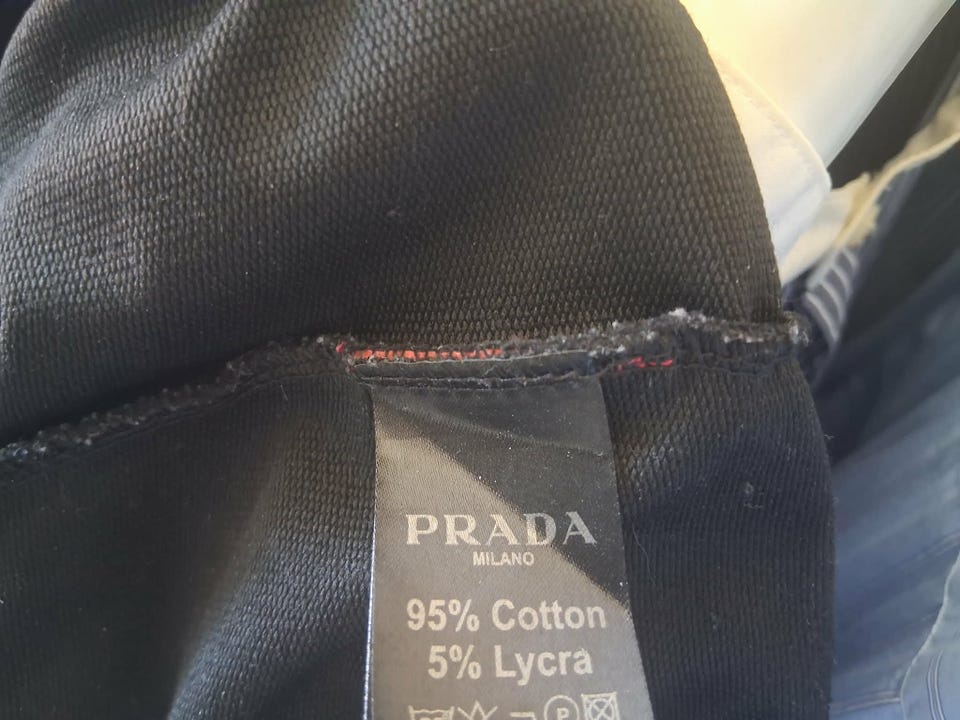 PRADA
MILANO
95% Cotton
5% Lycra
P